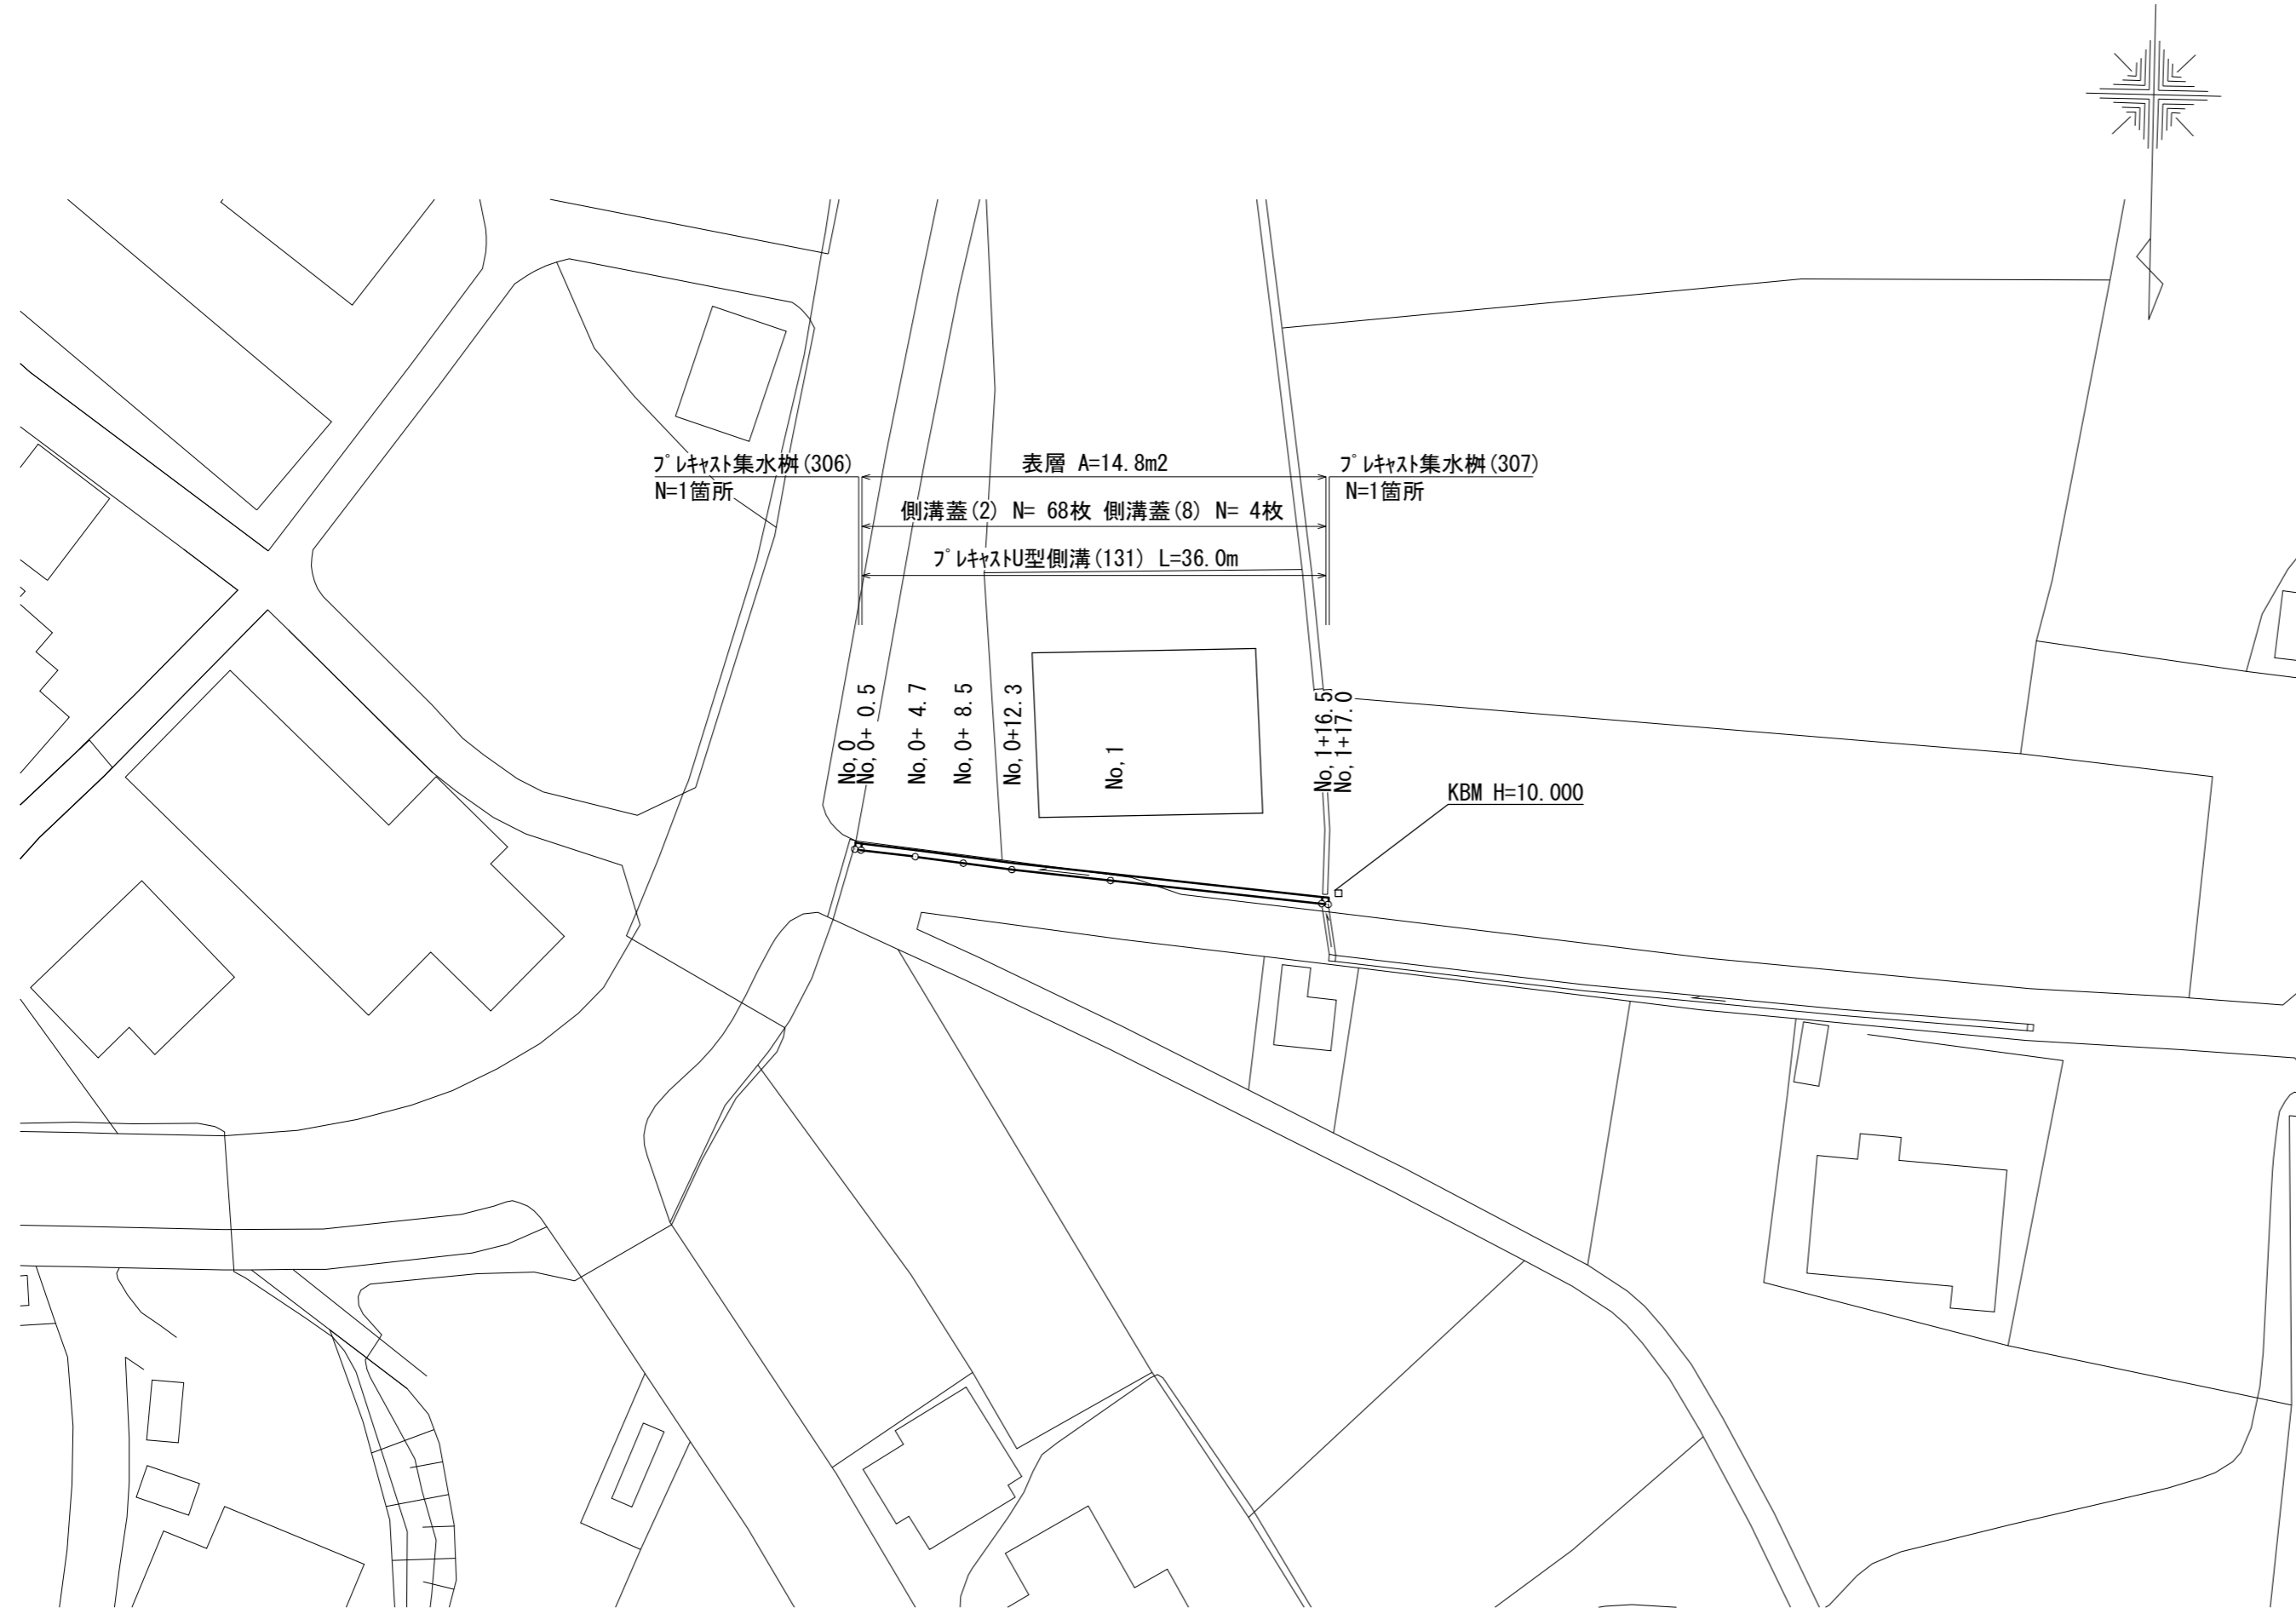 プレキャスト集水桝(306)
N=1箇所
表層 A=14.8m2
プレキャスト集水桝(307)
N=1箇所
側溝蓋(2) N= 68枚 側溝蓋(8) N= 4枚
プレキャストU型側溝(131) L=36.0m
No,0
No,0+ 0.5
No,0+ 4.7
No,0+ 8.5
No,0+12.3
No,1
No,1+16.5
No,1+17.0
KBM H=10.000